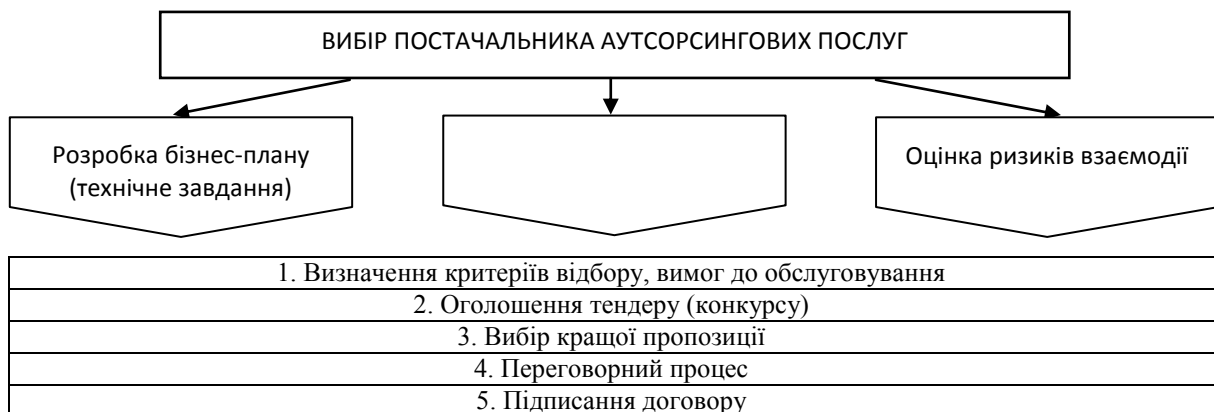 ВИБІР ПОСТАЧАЛЬНИКА АУТСОРСИНГОВИХ ПОСЛУГ
Розробка бізнес-плану
(технічне завдання)
Оцінка ризиків взаємодії
1. Визначення критеріїв відбору, вимог до обслуговування
2. Оголошення тендеру (конкурсу)
3. Вибір кращої пропозиції
4. Переговорний процес
5. Підписання договору